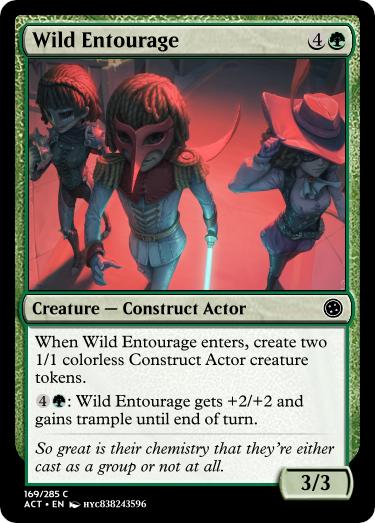 Wild Entourage 4
Creature — Construct Actor
When Wild Entourage enters, create two
1/1 colorless Construct Actor creature
tokens.
4 : Wild Entourage gets +2/+2 and
gains trample until end of turn.
So great is their chemistry that they're either
cast as a group or not at all.
3/3
169/285 C
ACT • EN HYC838243596